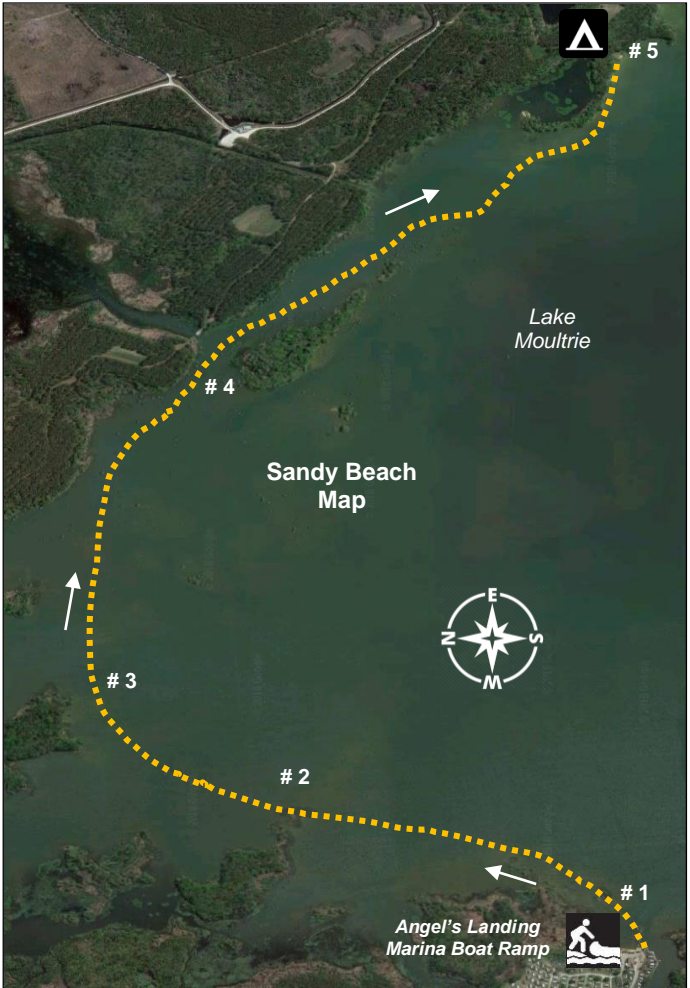 # 5
Lake
Moultrie
# 4
Sandy Beach
Map
E
N
S
W
# 3
# 2
# 1
Angel's Landing
Marina Boat Ramp